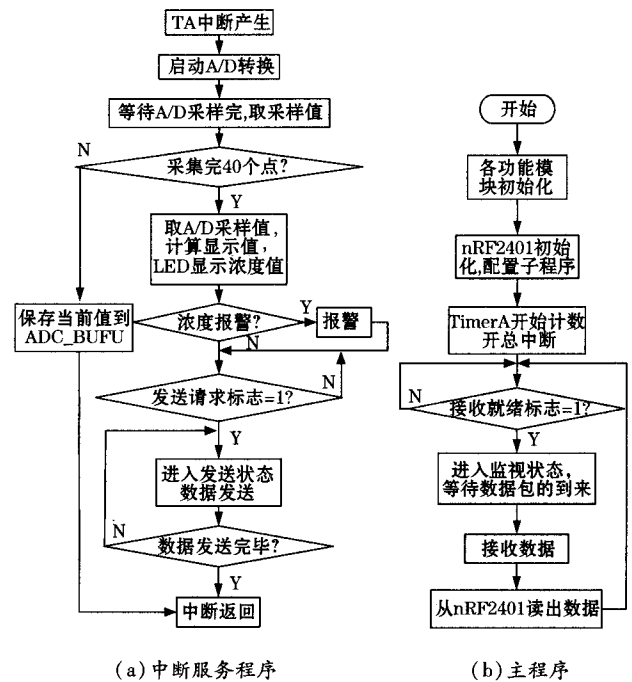 TA中断产生
启动A/D转换
等待A/D采样完,取采样值
N
采集完40个点?
Y
取A/D采样值,
计算显示值,
LED显示浓度值
保存当前值到
ADC_BUFU
浓度报警?
Y
报警
N
N
发送请求标志=1?
Y
进入发送状态
数据发送
N
数据发送完毕?
Y
中断返回
(a)中断服务程序
开始
各功能模
块初始化
nRF2401初始
化,配置子程序
TimerA开始计数
开总中断
N
接收就绪标志=1?
Y
进入监视状态,
等待数据包的到来
接收数据
从nRF2401读出数据
(b)主程序